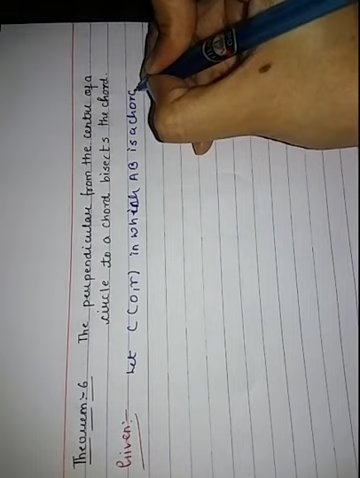 Theorem:-6 The perpendicular from the centre of a
circle to a chord bisects the chord.
Given:- Let C(O,r) in which AB is a chord